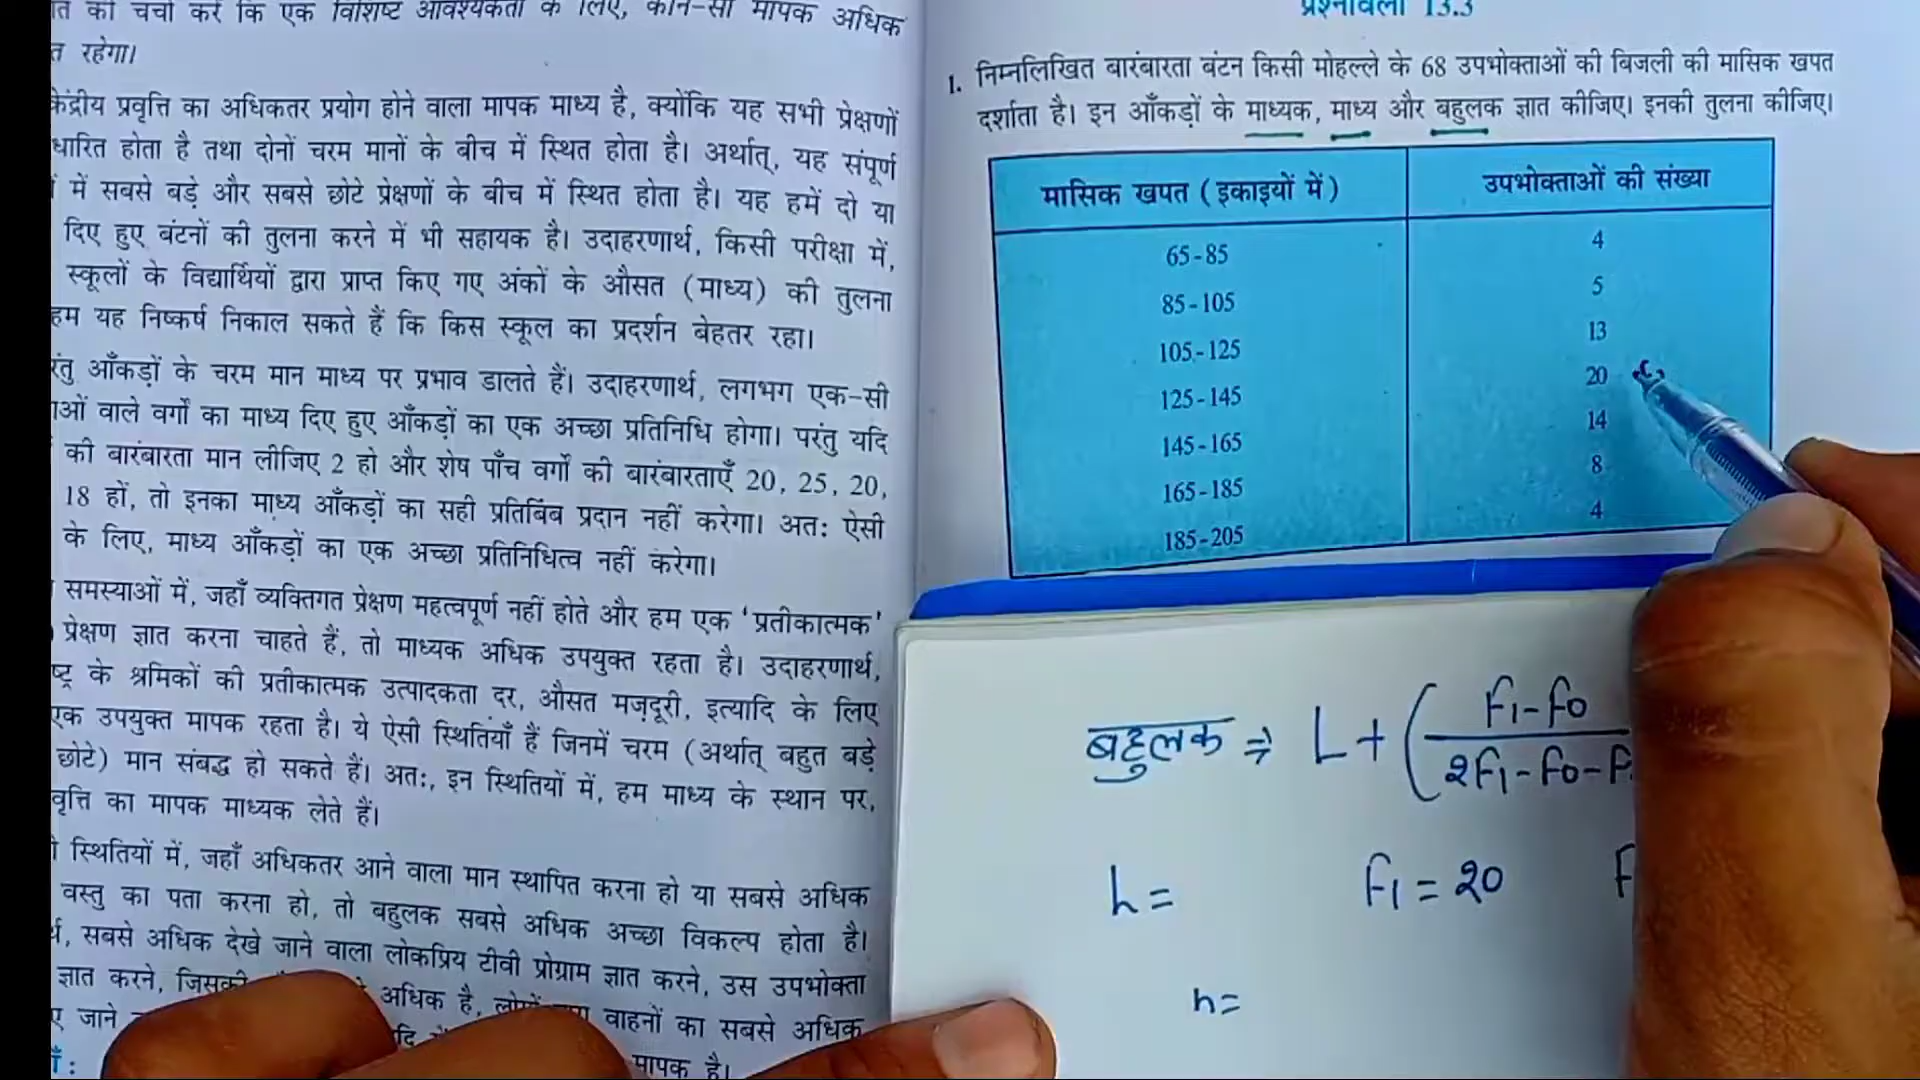 को चर्चा करें कि एक विशिष्ट आवश्यकता के लिए, कौन-सा मापक अधिक
रहेगा।
केंद्रीय प्रवृत्ति का अधिकतर प्रयोग होने वाला मापक माध्य है, क्योंकि यह सभी प्रेक्षणों
धारित होता है तथा दोनों चरम मानों के बीच में स्थित होता है। अर्थात्, यह संपूर्ण
में सबसे बड़े और सबसे छोटे प्रेक्षणों के बीच में स्थित होता है। यह हमें दो या
दिए हुए बंटनों की तुलना करने में भी सहायक है। उदाहरणार्थ, किसी परीक्षा में,
स्कूलों के विद्यार्थियों द्वारा प्राप्त किए गए अंकों के औसत (माध्य) की तुलना
हम यह निष्कर्ष निकाल सकते हैं कि किस स्कूल का प्रदर्शन बेहतर रहा।
आँकड़ों के चरम मान माध्य पर प्रभाव डालते हैं। उदाहरणार्थ, लगभग एक-सी
वाले वर्गों का माध्य दिए हुए आँकड़ों का एक अच्छा प्रतिनिधि होगा। परंतु यदि
की बारंबारता मान लीजिए 2 हो और शेष पाँच वर्गों की बारंबारताएँ 20, 25, 20,
18 हों, तो इनका माध्य आँकड़ों का सही प्रतिबिंब प्रदान नहीं करेगा। अतः ऐसी
के लिए, माध्य आँकड़ों का एक अच्छा प्रतिनिधित्व नहीं करेगा।
समस्याओं में, जहाँ व्यक्तिगत प्रेक्षण महत्वपूर्ण नहीं होते और हम एक ‘प्रतीकात्मक’
प्रेक्षण ज्ञात करना चाहते हैं, तो माध्यक अधिक उपयुक्त रहता है। उदाहरणार्थ,
के श्रमिकों की प्रतीकात्मक उत्पादकता दर, औसत मज़दूरी, इत्यादि के लिए
एक उपयुक्त मापक रहता है। ये ऐसी स्थितियाँ हैं जिनमें चरम (अर्थात् बहुत बड़े
छोटे) मान संबद्ध हो सकते हैं। अतः, इन स्थितियों में, हम माध्य के स्थान पर,
का मापक माध्यक लेते हैं।
स्थितियों में, जहाँ अधिकतर आने वाला मान स्थापित करना हो या सबसे अधिक
वस्तु का पता करना हो, तो बहुलक सबसे अधिक अच्छा विकल्प होता है।
सबसे अधिक देखे जाने वाला लोकप्रिय टीवी प्रोग्राम ज्ञात करने, उस उपभोक्ता
ज्ञात करने, अधिक है, वाहनों का सबसे अधिक
जाने
मापक है।
प्रश्नावली 13.3
1. निम्नलिखित बारंबारता बंटन किसी मोहल्ले के 68 उपभोक्ताओं की बिजली की मासिक खपत
दर्शाता है। इन आँकड़ों के माध्यक, माध्य और बहुलक ज्ञात कीजिए। इनकी तुलना कीजिए।
मासिक खपत (इकाइयों में) उपभोक्ताओं की संख्या
65-85 4
85-105 5
105-125 13
125-145 20
145-165 14
165-185 8
185-205 4
बहुलक ⇒ L + ( F1-F0
2F1-F0-F
h = F1 = 20 F
h=